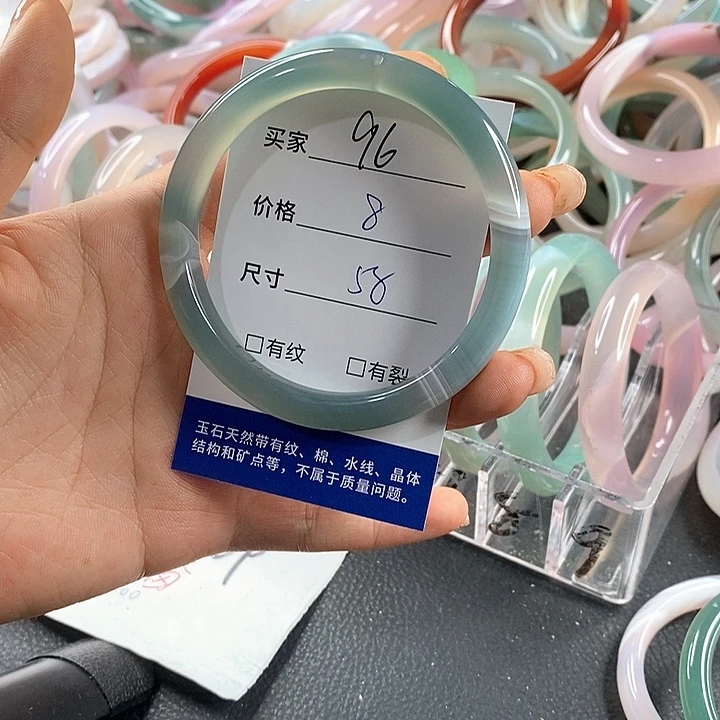 买家 96
价格 8
尺寸 58
□有纹 □有裂
玉石天然带有纹、棉、水线、晶体
结构和矿点等，不属于质量问题。